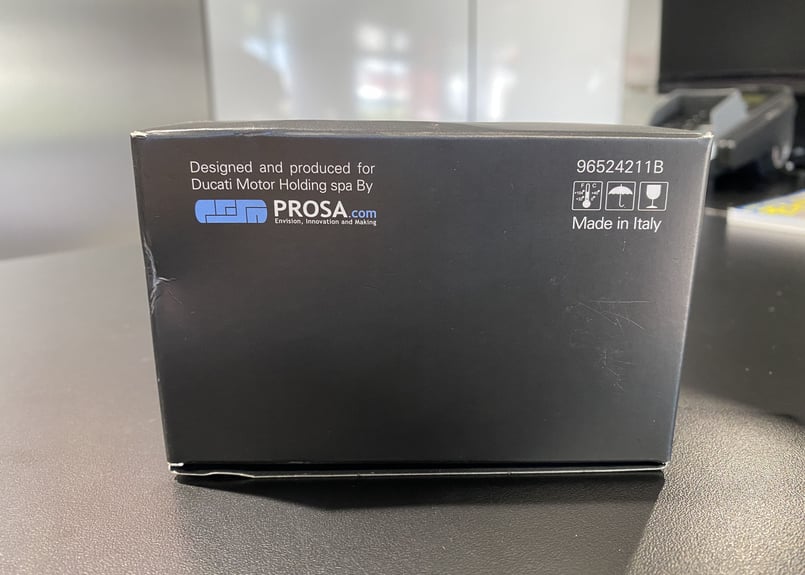 Designed and produced for
Ducati Motor Holding spa By
PROSA.com
Envision, Innovation and Making
96524211B
Made in Italy